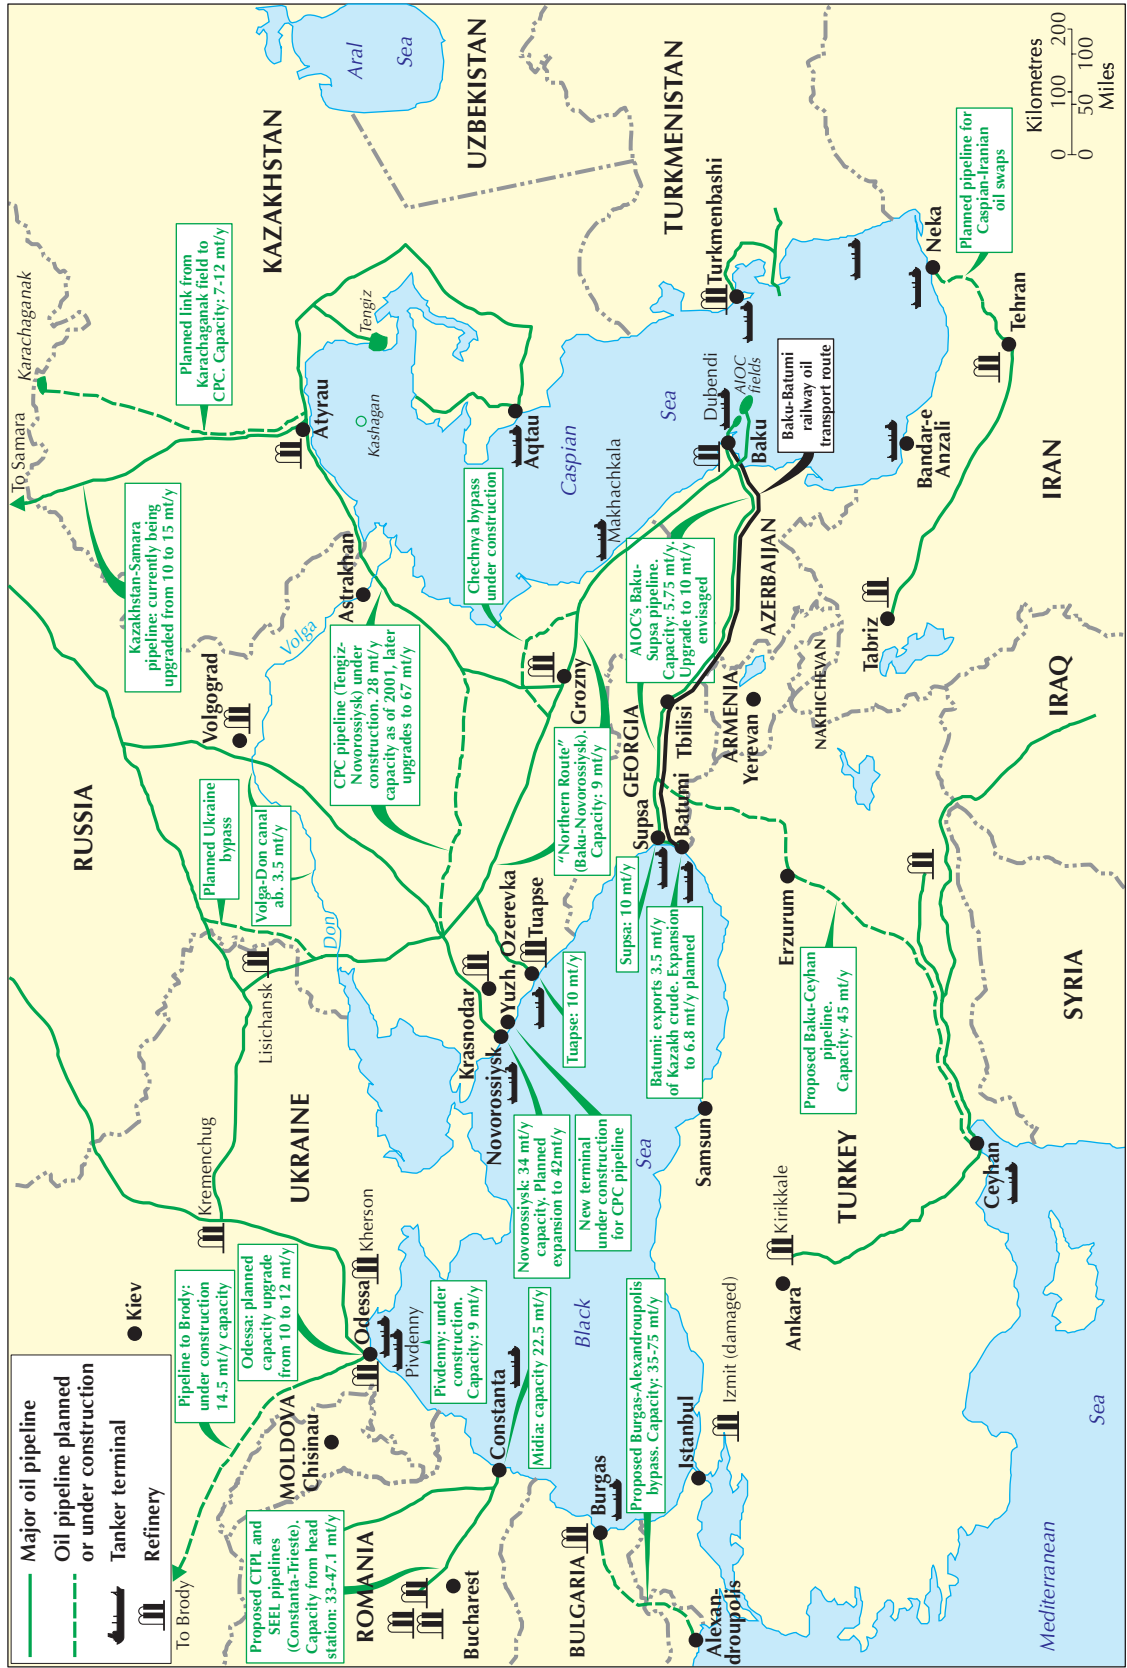 Major oil pipeline
Oil pipeline planned
or under construction
Tanker terminal
Refinery
To Brody
Kiev
Pipeline to Brody:
under construction
14.5 mt/y capacity
Odessa: planned
capacity upgrade
from 10 to 12 mt/y
Kremenchug
Kherson
Odessa
Pivdenny
Pivdenny: under
construction.
Capacity: 9 mt/y
MOLDOVA
Chisinau
UKRAINE
Lisichansk
Proposed CTPL and
SEEL pipelines
(Constanta-Trieste).
Capacity from head
station: 33-47.1 mt/y
ROMANIA
Bucharest
Constanta
Midia: capacity 22.5 mt/y
BULGARIA
Burgas
Proposed Burgas-Alexandroupolis
bypass. Capacity: 35-75 mt/y
Alexan-
droupolis
Istanbul
Izmit (damaged)
Black
Sea
Mediterranean
Sea
RUSSIA
Planned Ukraine
bypass
Volga-Don canal
ab. 3.5 mt/y
Don
Volgograd
Volga
Astrakhan
Kazakhstan-Samara
pipeline: currently being
upgraded from 10 to 15 mt/y
To Samara
Karachaganak
Planned link from
Karachaganak field to
CPC. Capacity: 7-12 mt/y
KAZAKHSTAN
Aral
Sea
UZBEKISTAN
Atyrau
Tengiz
Kashagan
Aqtau
Caspian
Sea
CPC pipeline (Tengiz-
Novorossiysk) under
construction. 28 mt/y
capacity as of 2001, later
upgrades to 67 mt/y
Chechnya bypass
under construction
Makhachkala
Grozny
"Northern Route"
(Baku-Novorossiysk).
Capacity: 9 mt/y
Krasnodar
Novorossiysk
Yuzh. Ozerevka
Tuapse
Tuapse: 10 mt/y
Novorossiysk: 34 mt/y
capacity. Planned
expansion to 42mt/y
New terminal
under construction
for CPC pipeline
Supsa: 10 mt/y
Batumi: exports 3.5 mt/y
of Kazakh crude. Expansion
to 6.8 mt/y planned
Supsa
Batumi
GEORGIA
Tbilisi
AIOC's Baku-
Supsa pipeline.
Capacity: 5.75 mt/y.
Upgrade to 10 mt/y
envisaged
ARMENIA
Yerevan
AZERBAIJAN
NAKHICHEVAN
Dubendi
AIOC
fields
Baku
Baku-Batumi
railway oil
transport route
TURKMENISTAN
Turkmenbashi
Neka
Planned pipeline for
Caspian-Iranian
oil swaps
Tehran
Bandar-e
Anzali
IRAN
Tabriz
IRAQ
SYRIA
Erzurum
Proposed Baku-Ceyhan
pipeline.
Capacity: 45 mt/y
Samsun
TURKEY
Kirikkale
Ankara
Ceyhan
Kilometres
0 100 200
0 50 100
Miles